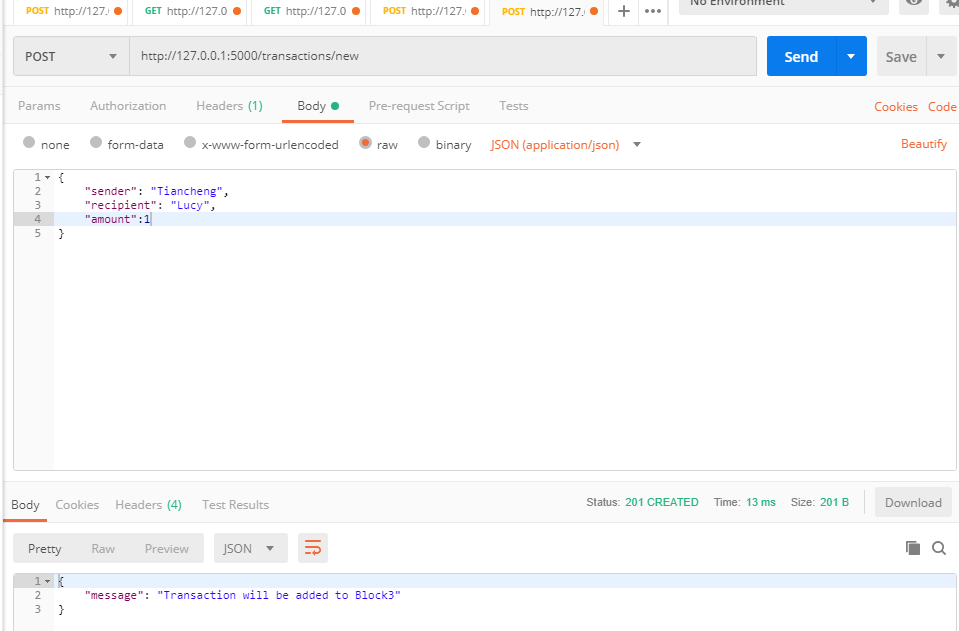 POST http://127. GET http://127.0 GET http://127.0 POST http://127. POST http://127. + ••• No Environment
POST http://127.0.0.1:5000/transactions/new Send Save
Params Authorization Headers (1) Body Pre-request Script Tests Cookies Code
none form-data x-www-form-urlencoded raw binary JSON (application/json) Beautify
1 {
2 "sender": "Tiancheng",
3 "recipient": "Lucy",
4 "amount":1
5 }
Body Cookies Headers (4) Test Results Status: 201 CREATED Time: 13 ms Size: 201 B Download
Pretty Raw Preview JSON
1 {
2 "message": "Transaction will be added to Block3"
3 }